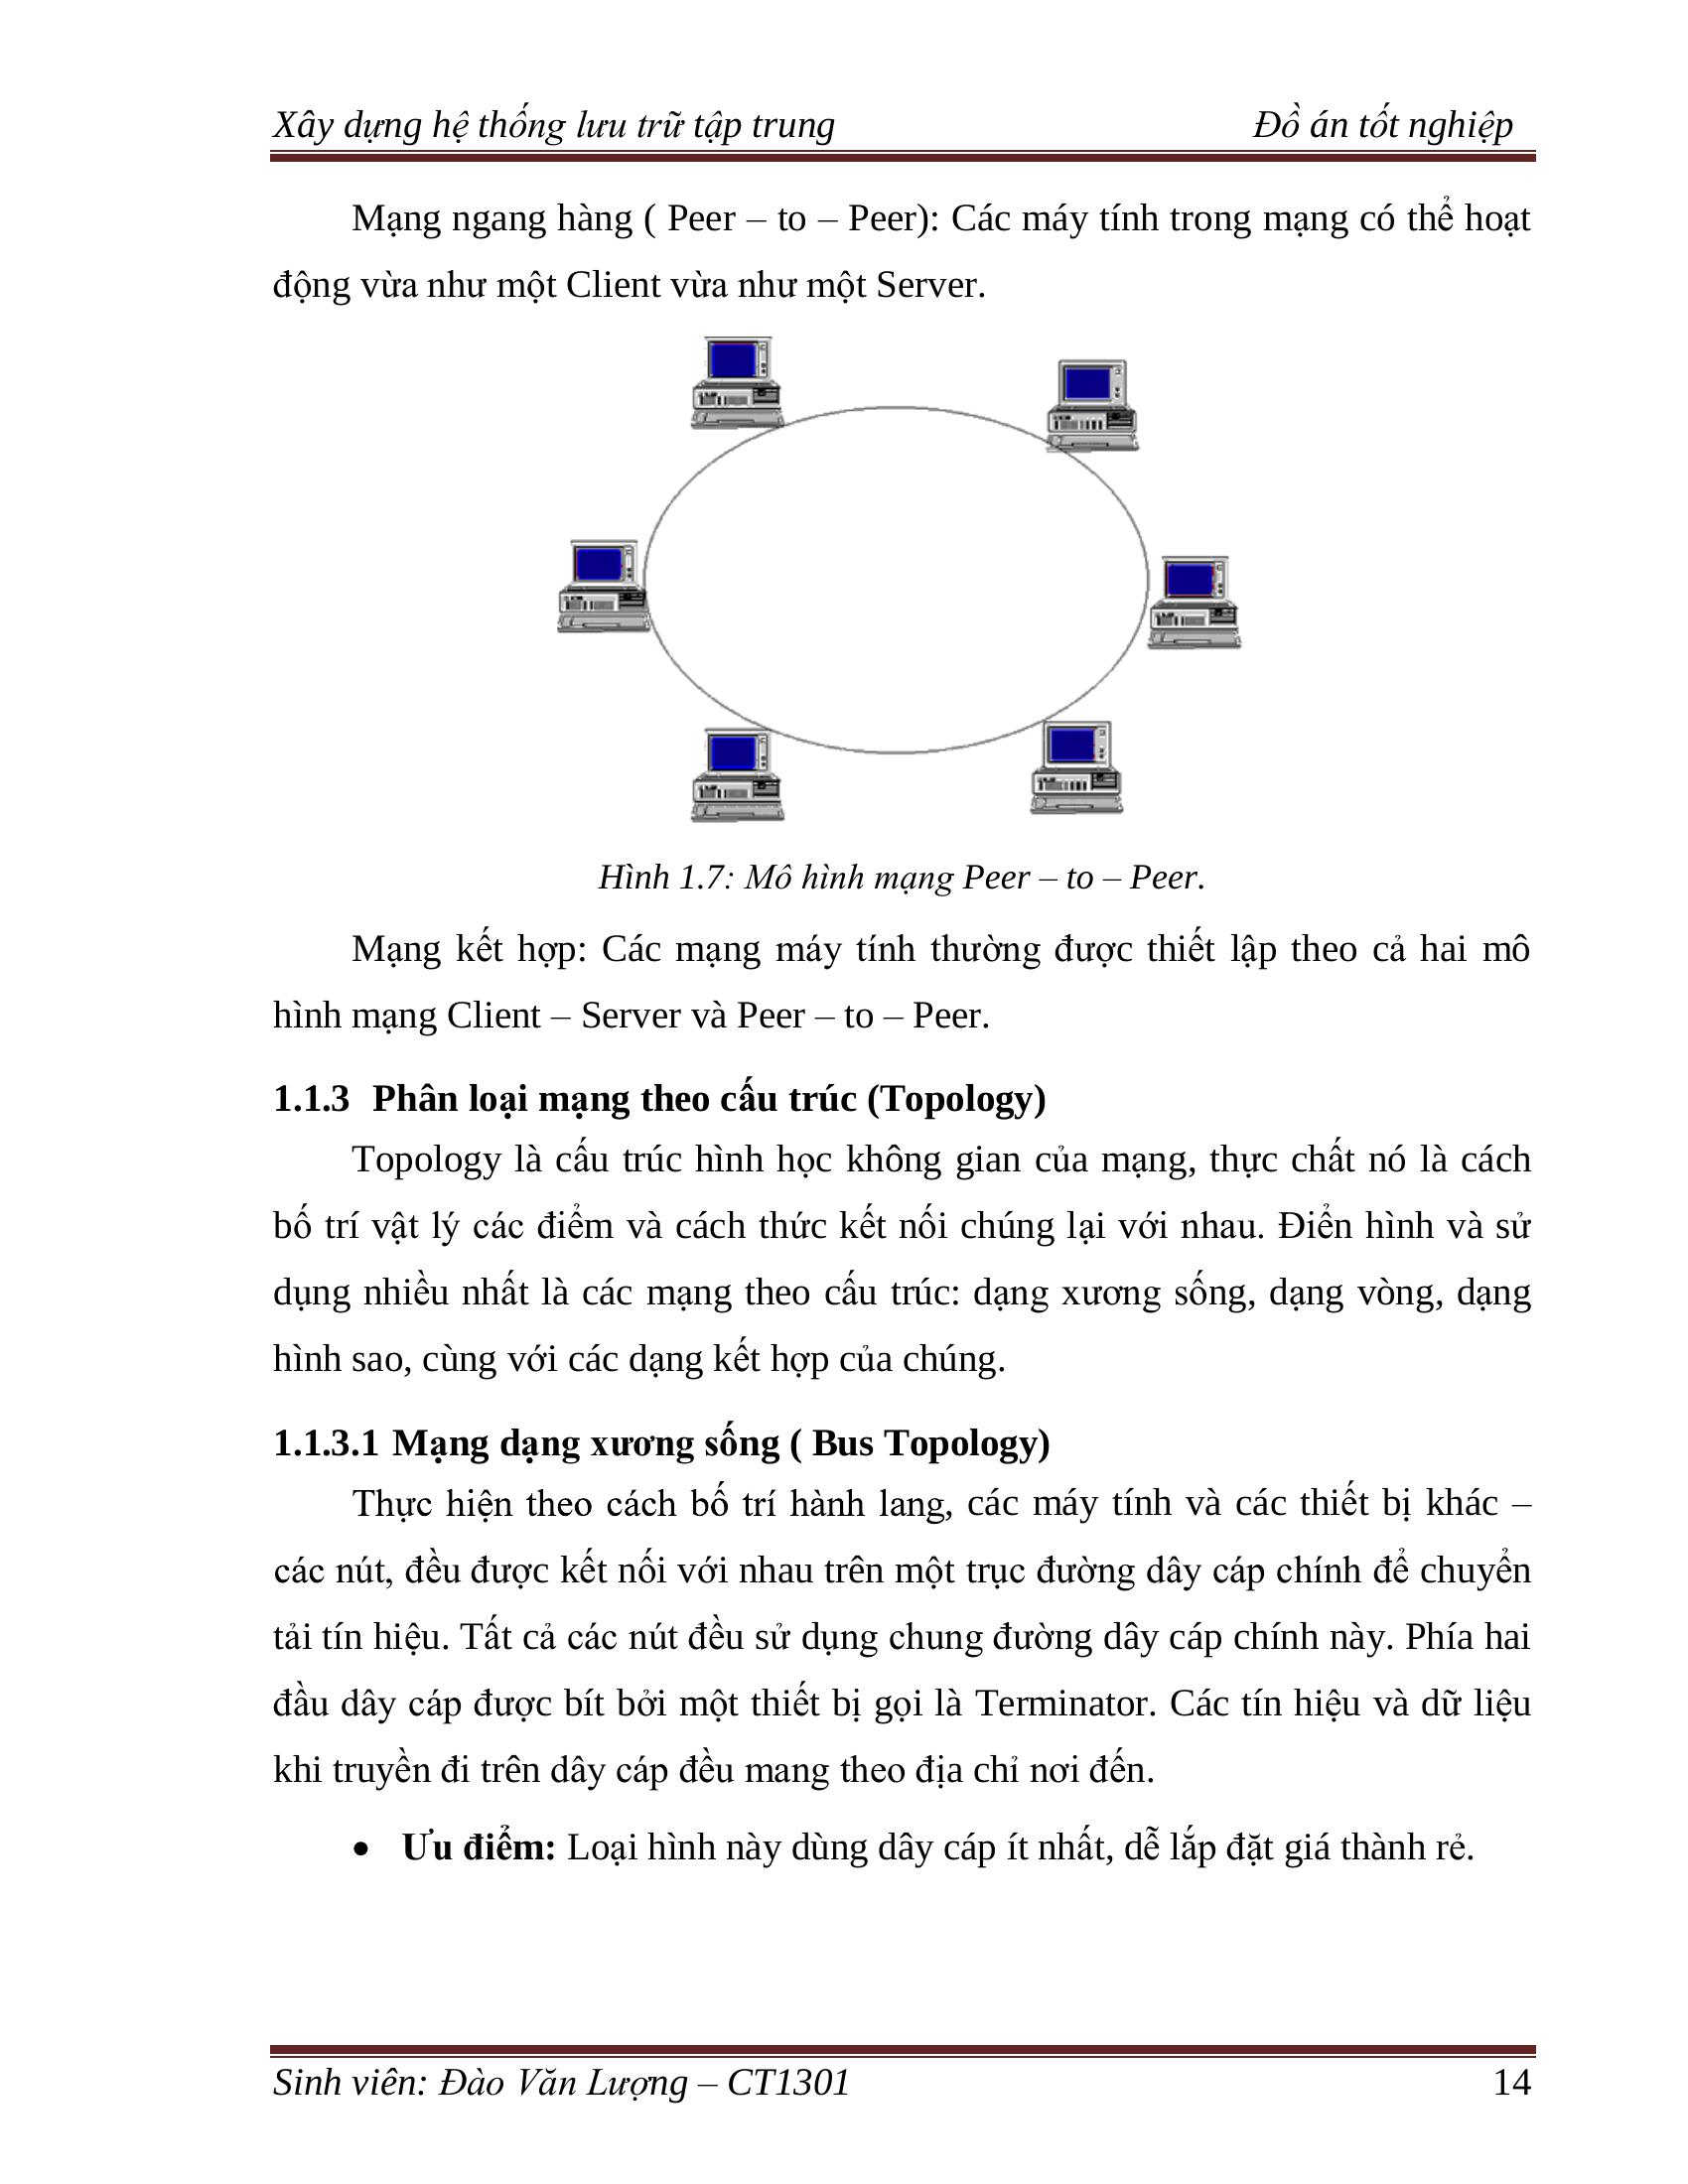 Xây dựng hệ thống lưu trữ tập trung Đồ án tốt nghiệp
Mạng ngang hàng ( Peer – to – Peer): Các máy tính trong mạng có thể hoạt
động vừa như một Client vừa như một Server.
Hình 1.7: Mô hình mạng Peer – to – Peer.
Mạng kết hợp: Các mạng máy tính thường được thiết lập theo cả hai mô
hình mạng Client – Server và Peer – to – Peer.
1.1.3 Phân loại mạng theo cấu trúc (Topology)
Topology là cấu trúc hình học không gian của mạng, thực chất nó là cách
bố trí vật lý các điểm và cách thức kết nối chúng lại với nhau. Điển hình và sử
dụng nhiều nhất là các mạng theo cấu trúc: dạng xương sống, dạng vòng, dạng
hình sao, cùng với các dạng kết hợp của chúng.
1.1.3.1 Mạng dạng xương sống ( Bus Topology)
Thực hiện theo cách bố trí hành lang, các máy tính và các thiết bị khác –
các nút, đều được kết nối với nhau trên một trục đường dây cáp chính để chuyển
tải tín hiệu. Tất cả các nút đều sử dụng chung đường dây cáp chính này. Phía hai
đầu dây cáp được bít bởi một thiết bị gọi là Terminator. Các tín hiệu và dữ liệu
khi truyền đi trên dây cáp đều mang theo địa chỉ nơi đến.
• Ưu điểm: Loại hình này dùng dây cáp ít nhất, dễ lắp đặt giá thành rẻ.
Sinh viên: Đào Văn Lượng – CT1301 14